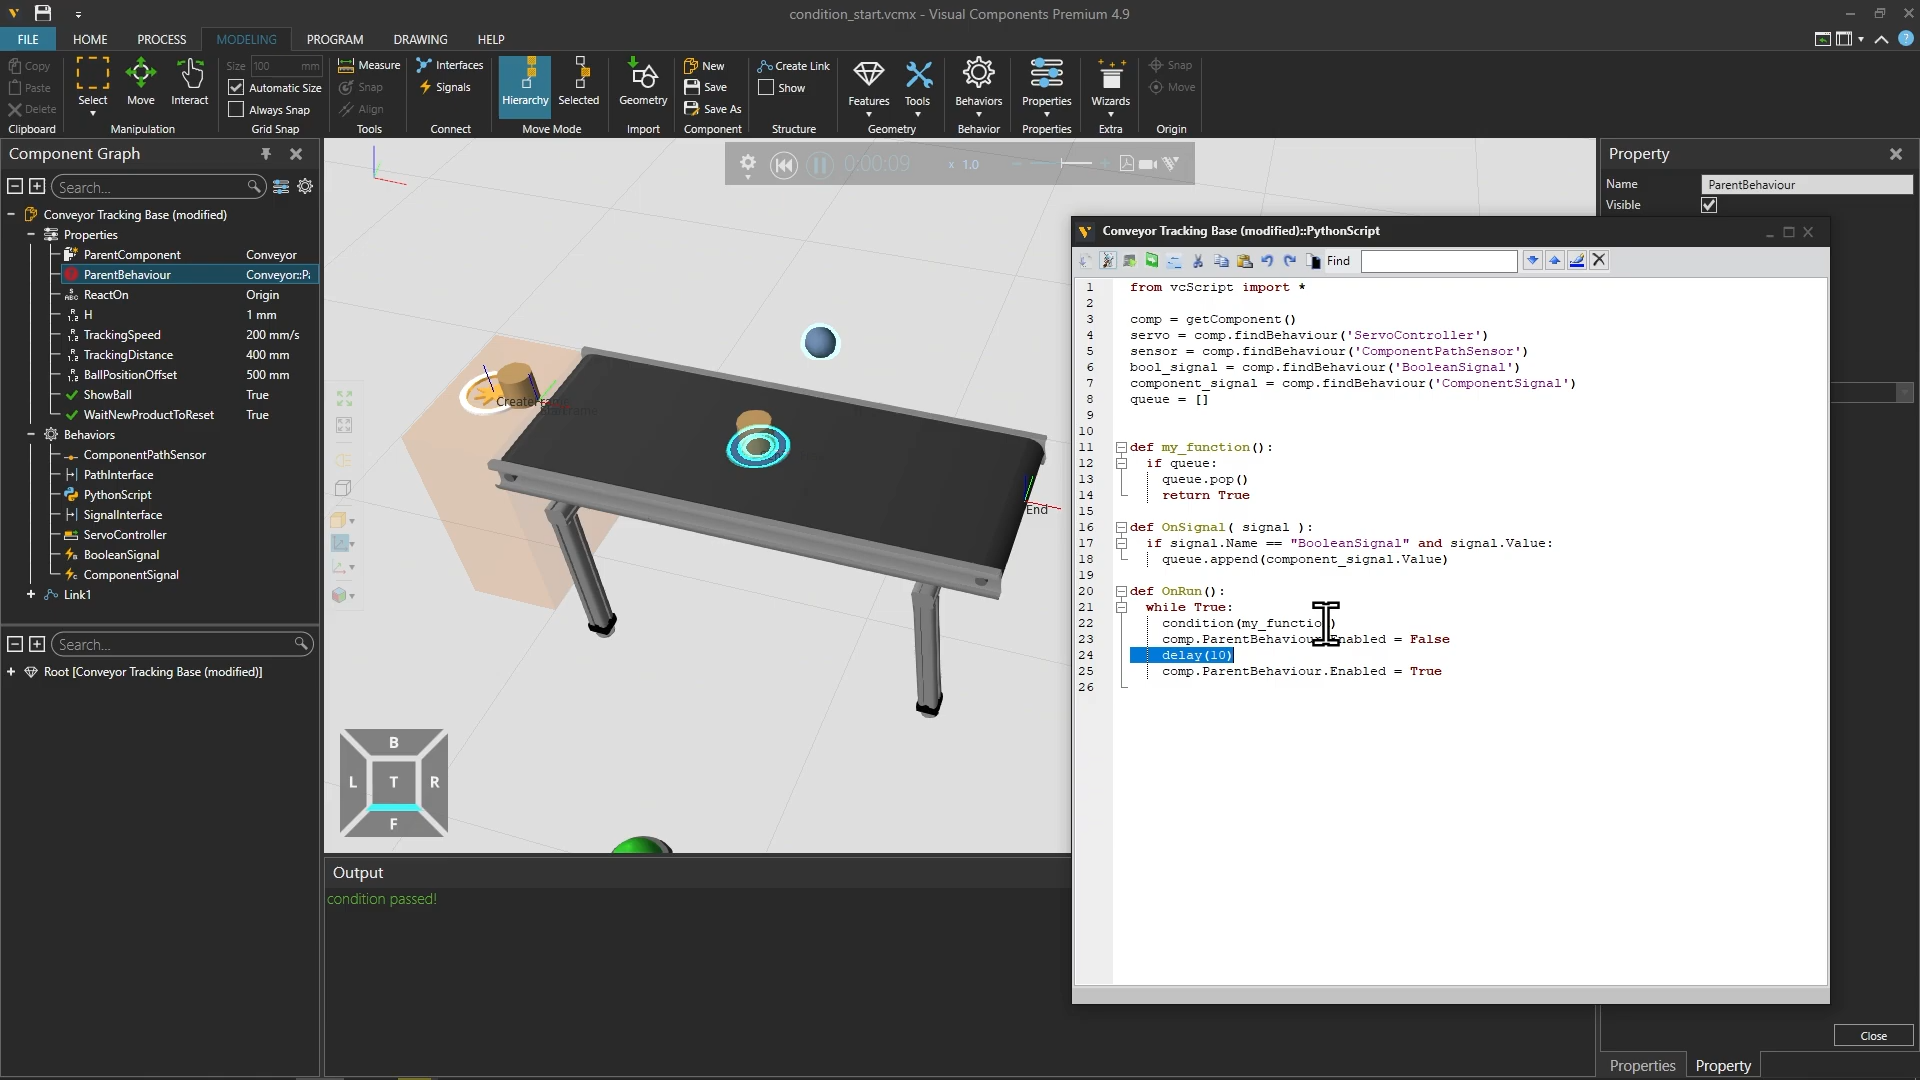 condition_start.vcmx - Visual Components Premium 4.9
FILE HOME PROCESS MODELING PROGRAM DRAWING HELP
Copy
Paste
Delete
Clipboard
Select
Move
Interact
Manipulation
Size 100 mm
Automatic Size
Always Snap
Grid Snap
Measure
Snap
Align
Tools
Interfaces
Signals
Connect
Hierarchy
Selected
Move Mode
Geometry
Import
New
Save
Save As
Component
Create Link
Show
Structure
Features
Tools
Geometry
Behaviors
Behavior
Properties
Properties
Wizards
Extra
Snap
Move
Origin
Component Graph
Search...
Conveyor Tracking Base (modified)
Properties
ParentComponent Conveyor
ParentBehaviour Conveyor::Pa
ReactOn Origin
H 1 mm
TrackingSpeed 200 mm/s
TrackingDistance 400 mm
BallPositionOffset 500 mm
ShowBall True
WaitNewProductToReset True
Behaviors
ComponentPathSensor
PathInterface
PythonScript
SignalInterface
ServoController
BooleanSignal
ComponentSignal
Link1
Search...
Root [Conveyor Tracking Base (modified)]
0:00:09 x 1.0
End
B
L T R
F
Output
condition passed!
Conveyor Tracking Base (modified)::PythonScript
Find
1 from vcScript import *
2
3 comp = getComponent()
4 servo = comp.findBehaviour('ServoController')
5 sensor = comp.findBehaviour('ComponentPathSensor')
6 bool_signal = comp.findBehaviour('BooleanSignal')
7 component_signal = comp.findBehaviour('ComponentSignal')
8 queue = []
9
10
11 def my_function():
12 if queue:
13 queue.pop()
14 return True
15
16 def OnSignal( signal ):
17 if signal.Name == "BooleanSignal" and signal.Value:
18 queue.append(component_signal.Value)
19
20 def OnRun():
21 while True:
22 condition(my_function)
23 comp.ParentBehaviour.Enabled = False
24 delay(10)
25 comp.ParentBehaviour.Enabled = True
26
Property
Name ParentBehaviour
Visible
Close
Properties Property